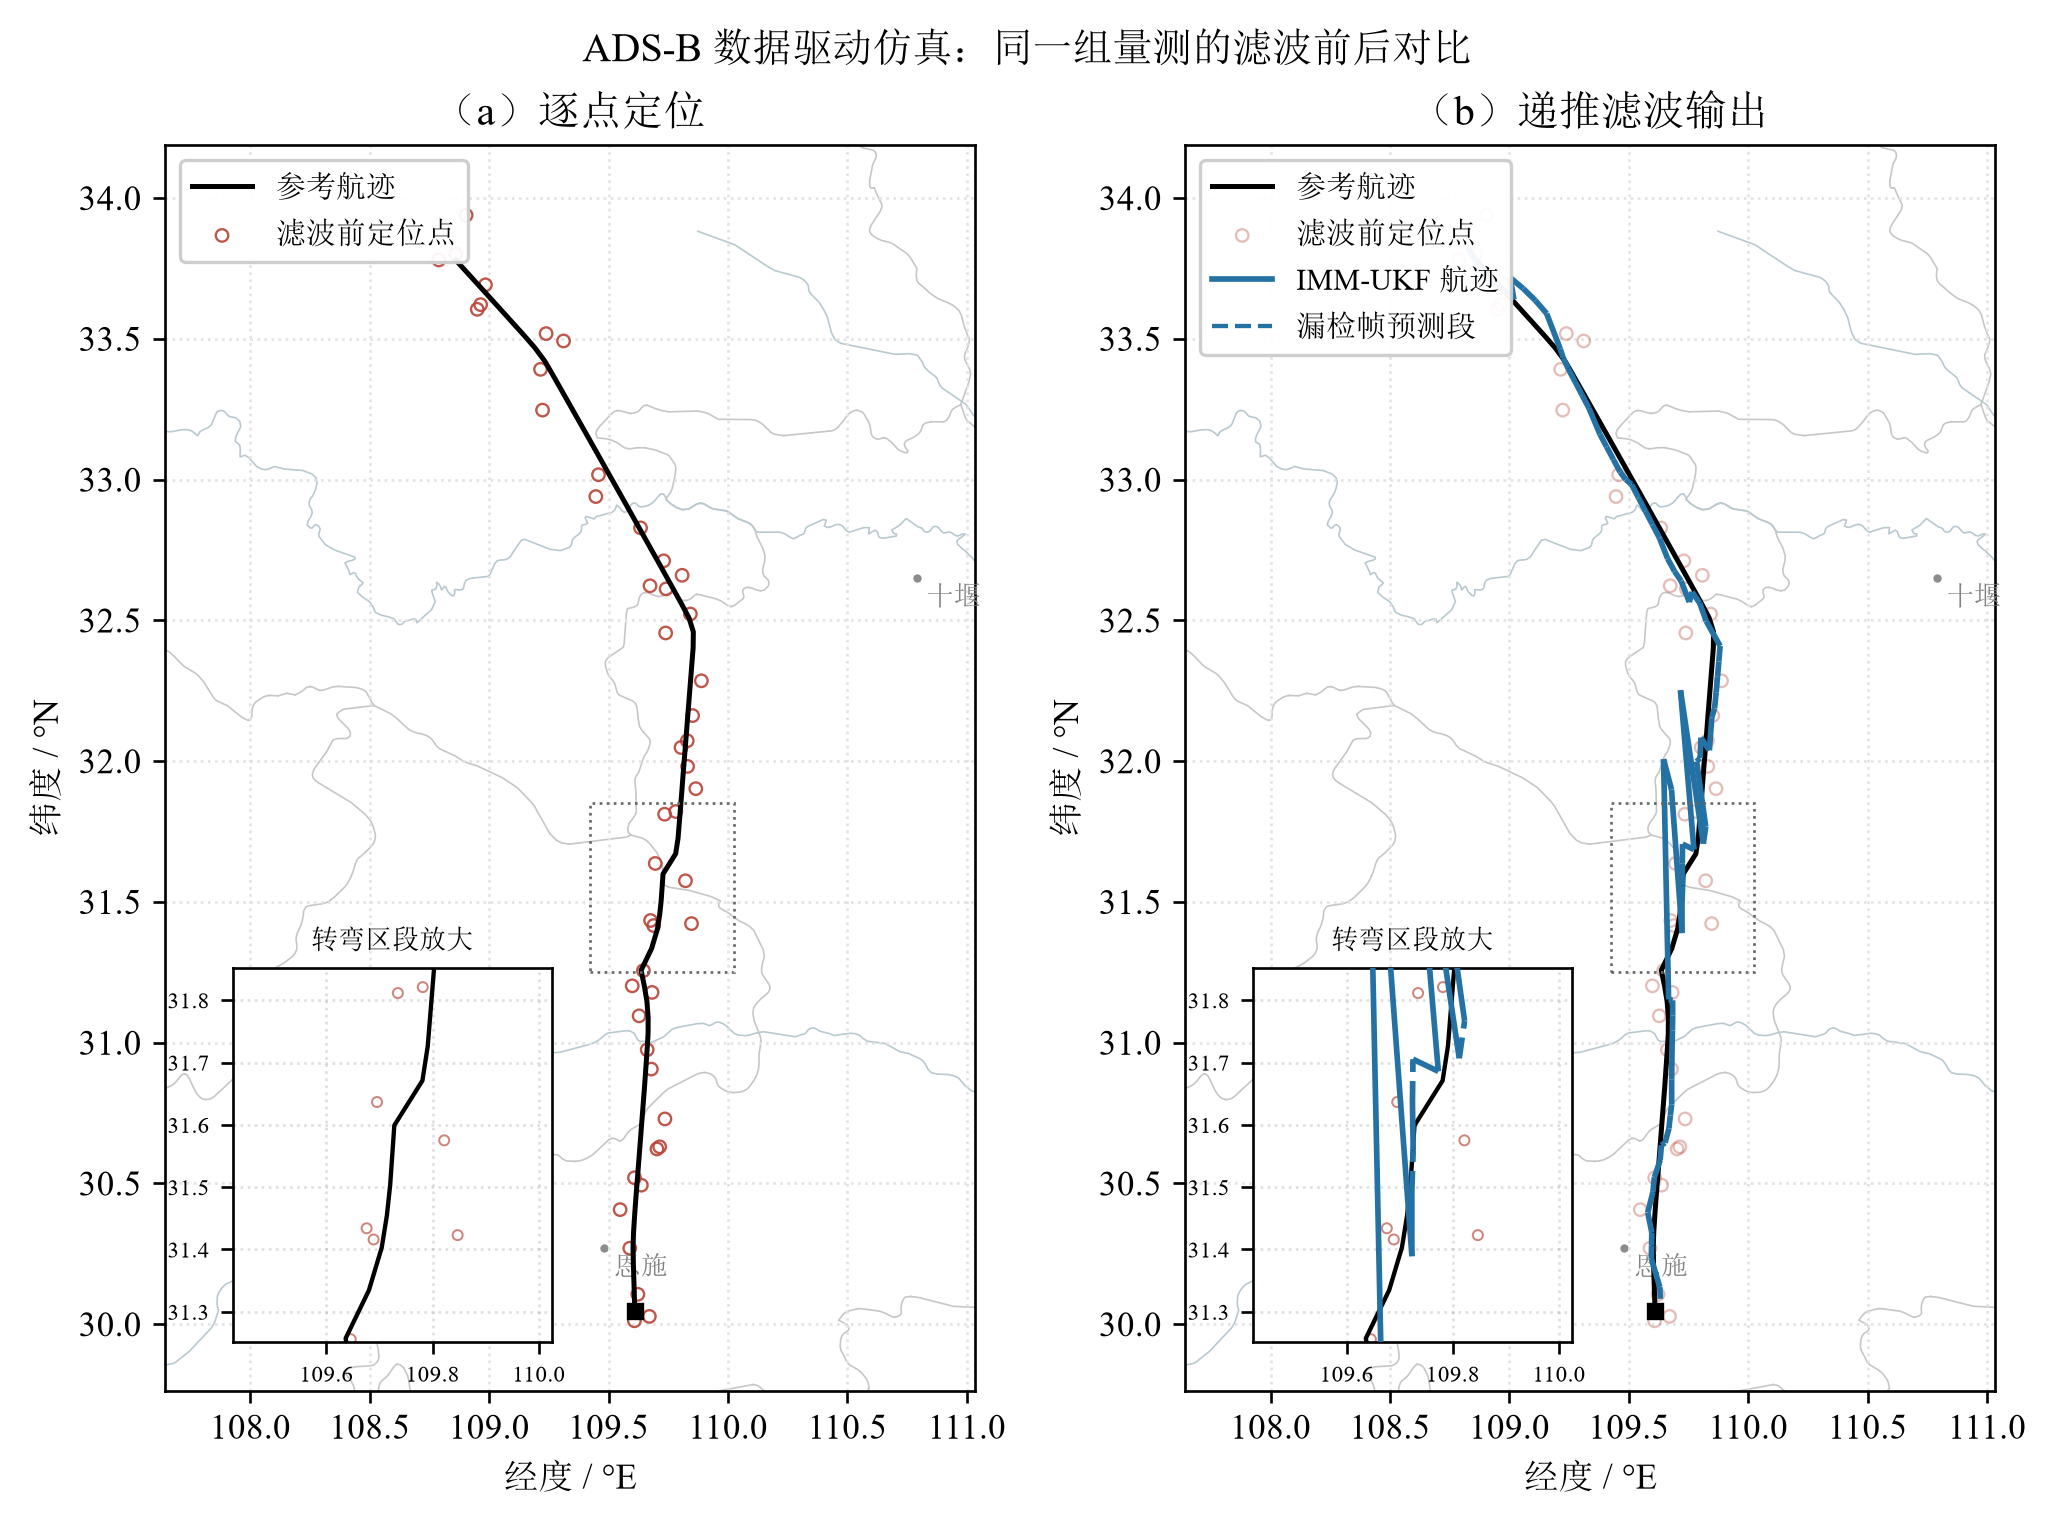 ADS-B 数据驱动仿真：同一组量测的滤波前后对比
（a）逐点定位
参考航迹
滤波前定位点
34.0
33.5
33.0
32.5
32.0
31.5
31.0
30.5
30.0
纬度 / °N
十堰
恩施
转弯区段放大
31.8
31.7
31.6
31.5
31.4
31.3
109.6 109.8 110.0
108.0 108.5 109.0 109.5 110.0 110.5 111.0
经度 / °E
（b）递推滤波输出
参考航迹
滤波前定位点
IMM-UKF 航迹
漏检帧预测段
34.0
33.5
33.0
32.5
32.0
31.5
31.0
30.5
30.0
纬度 / °N
十堰
恩施
转弯区段放大
31.8
31.7
31.6
31.5
31.4
31.3
109.6 109.8 110.0
108.0 108.5 109.0 109.5 110.0 110.5 111.0
经度 / °E